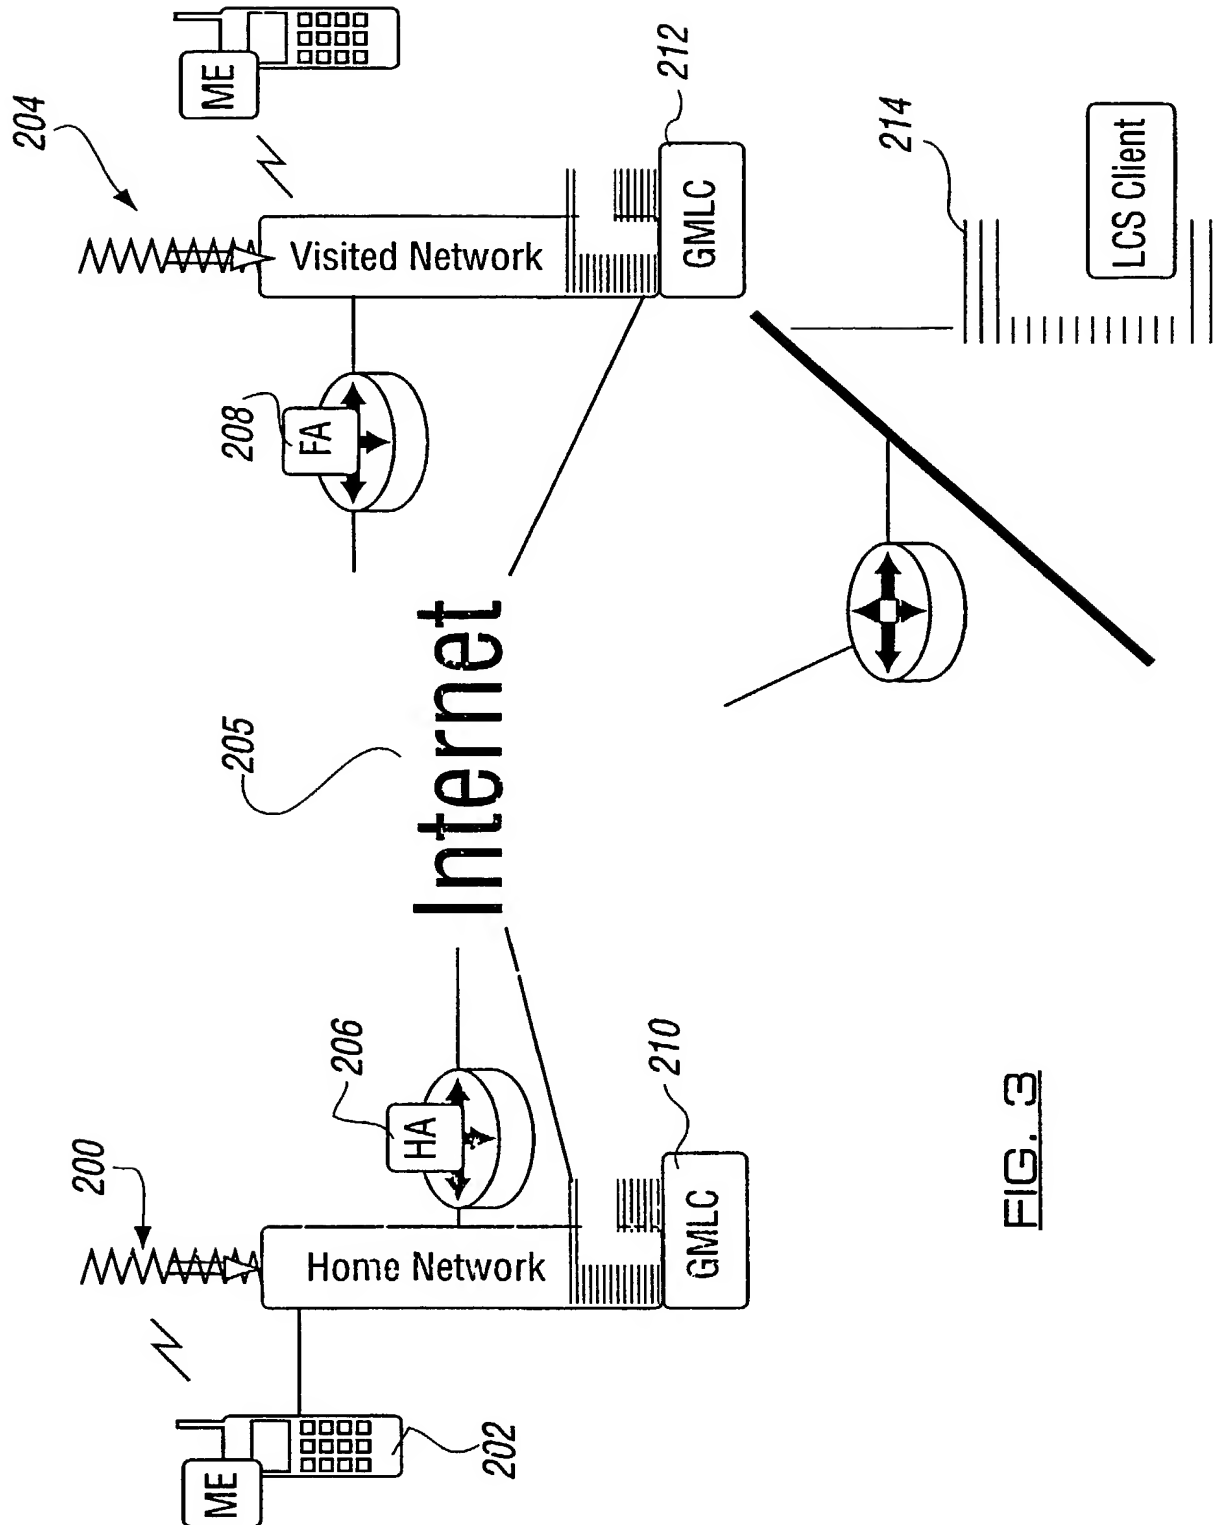 200
ME
202
Home Network
HA
206
GMLC
210
205
Internet
204
ME
208
FA
Visited Network
GMLC
212
214
LCS Client
FIG. 3